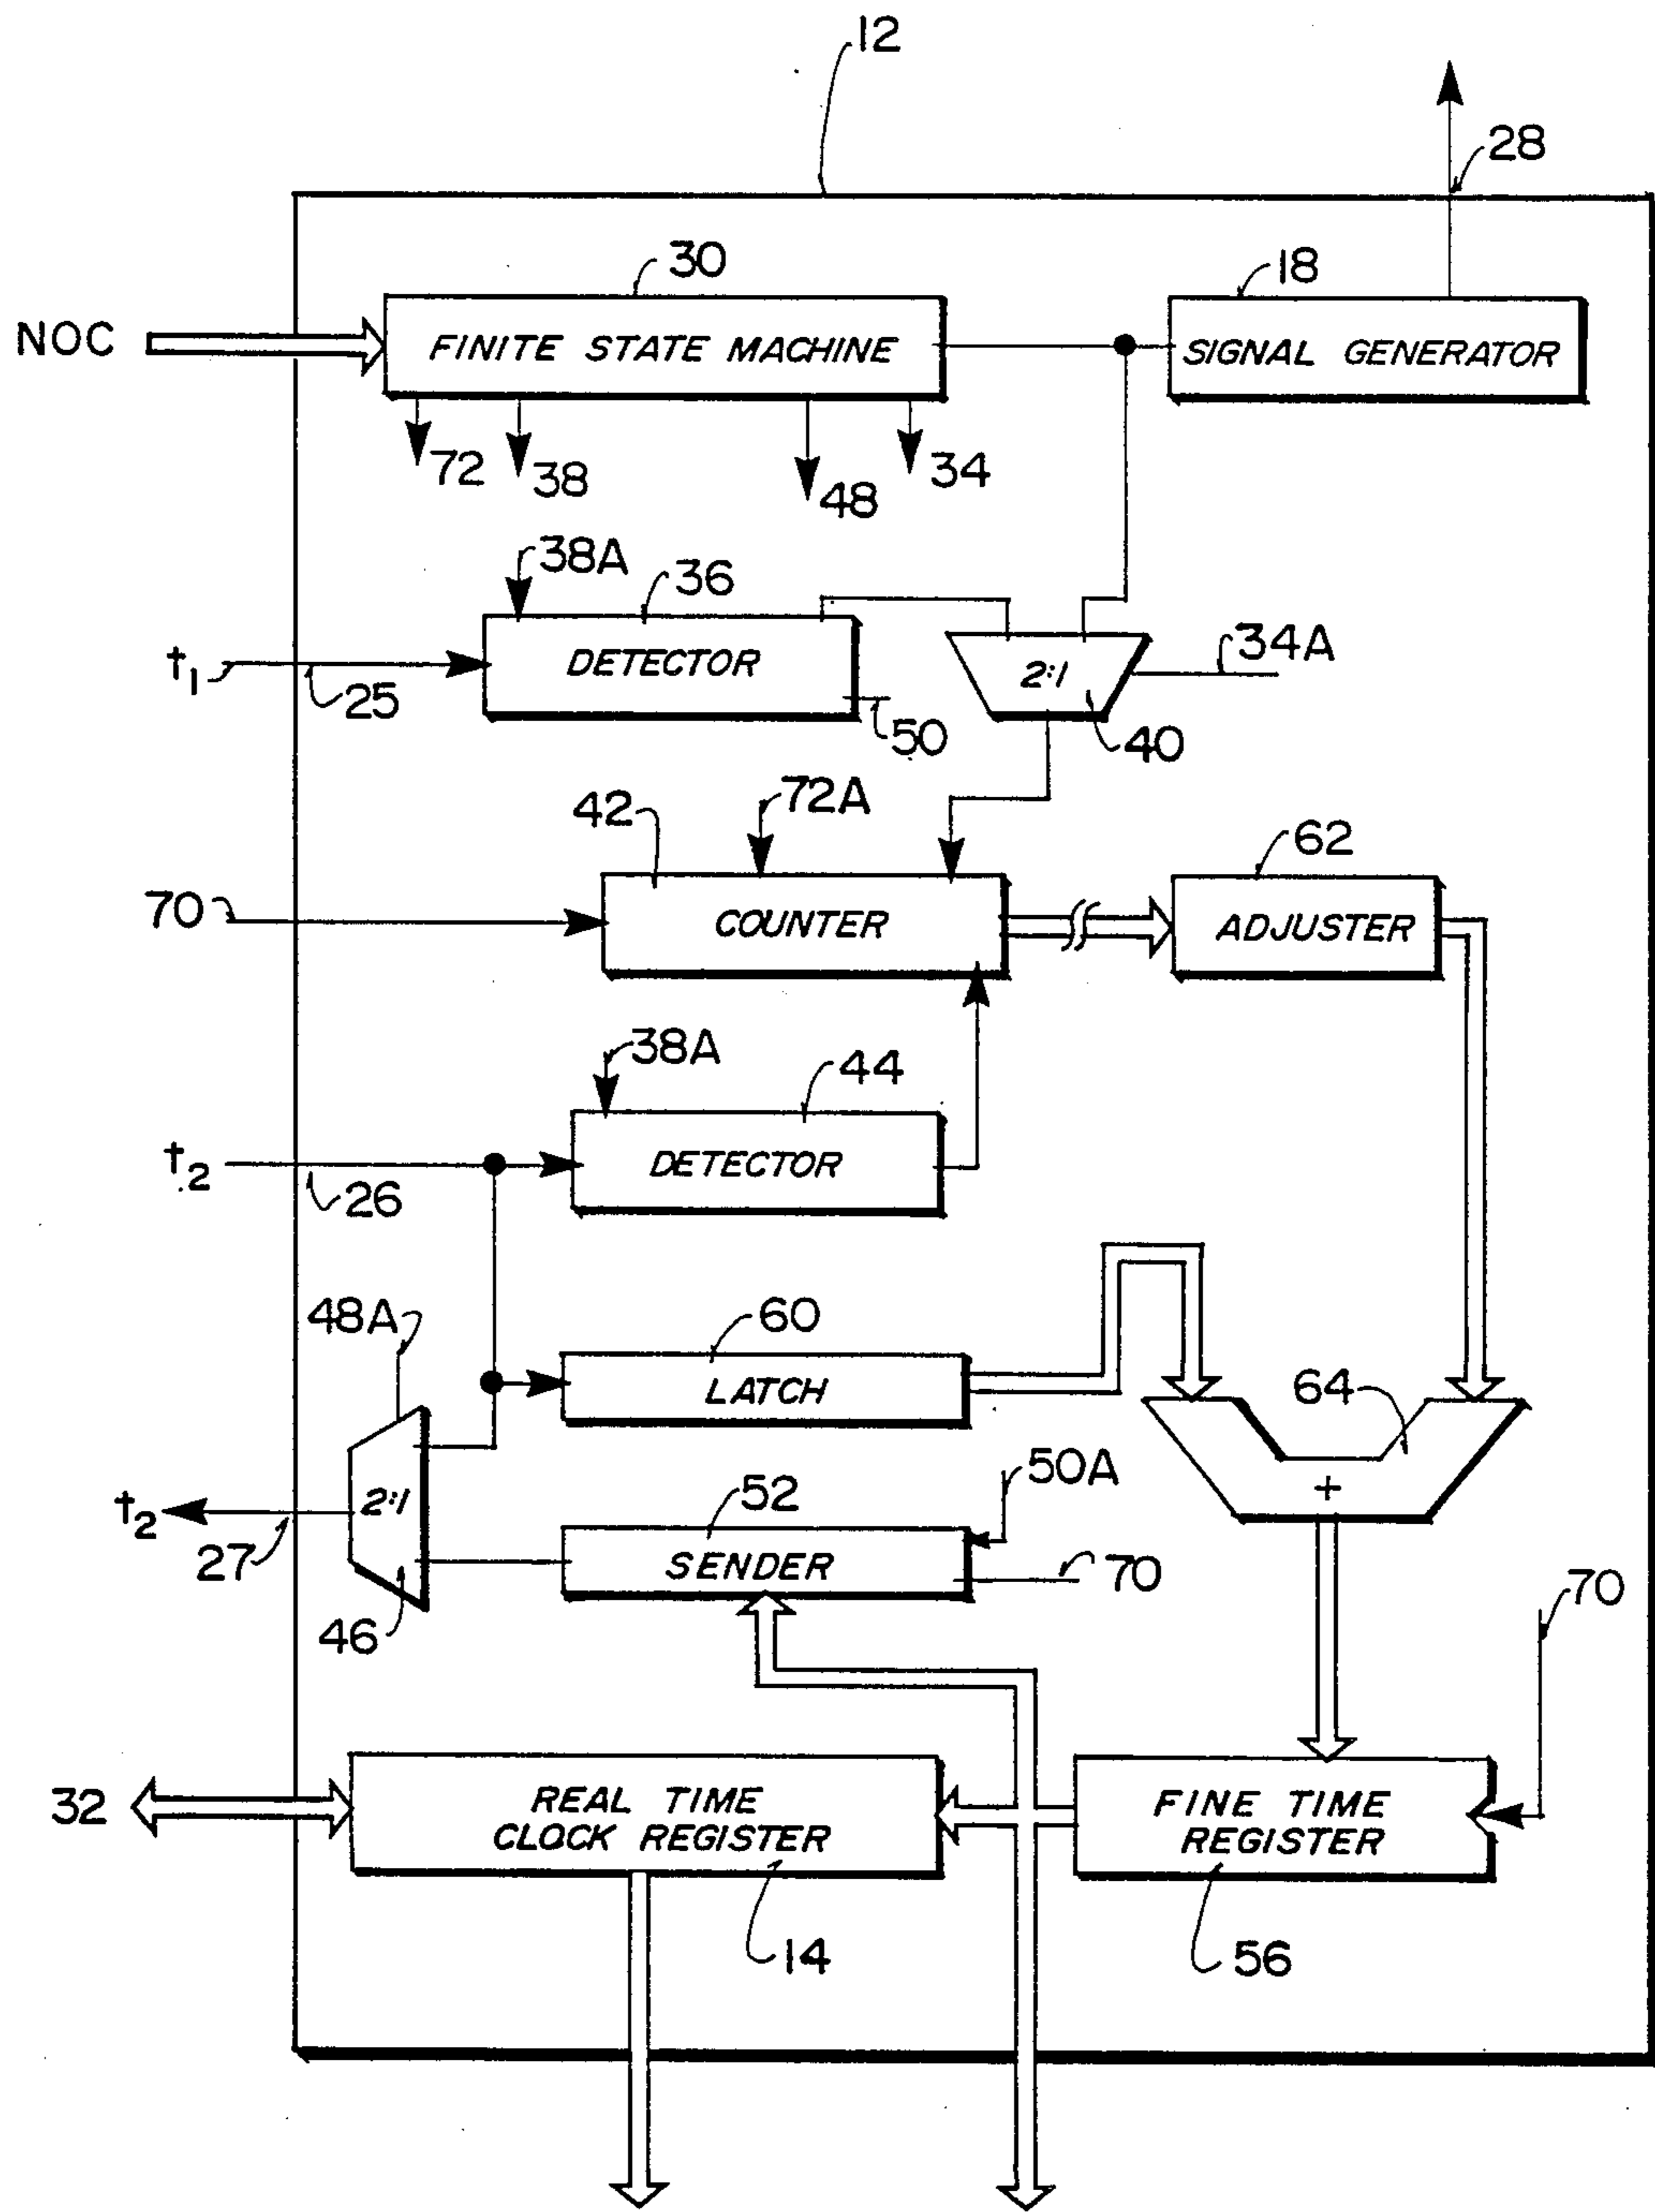 12
28
30
18
NOC
FINITE STATE MACHINE
SIGNAL GENERATOR
72
38
48
34
38A
36
34A
t1
25
DETECTOR
50
2:1
40
72A
42
62
70
COUNTER
ADJUSTER
38A
44
t2
26
DETECTOR
48A
60
LATCH
64
50A
52
t2
2:1
+
27
SENDER
70
70
46
32
REAL TIME
CLOCK REGISTER
FINE TIME
REGISTER
14
56